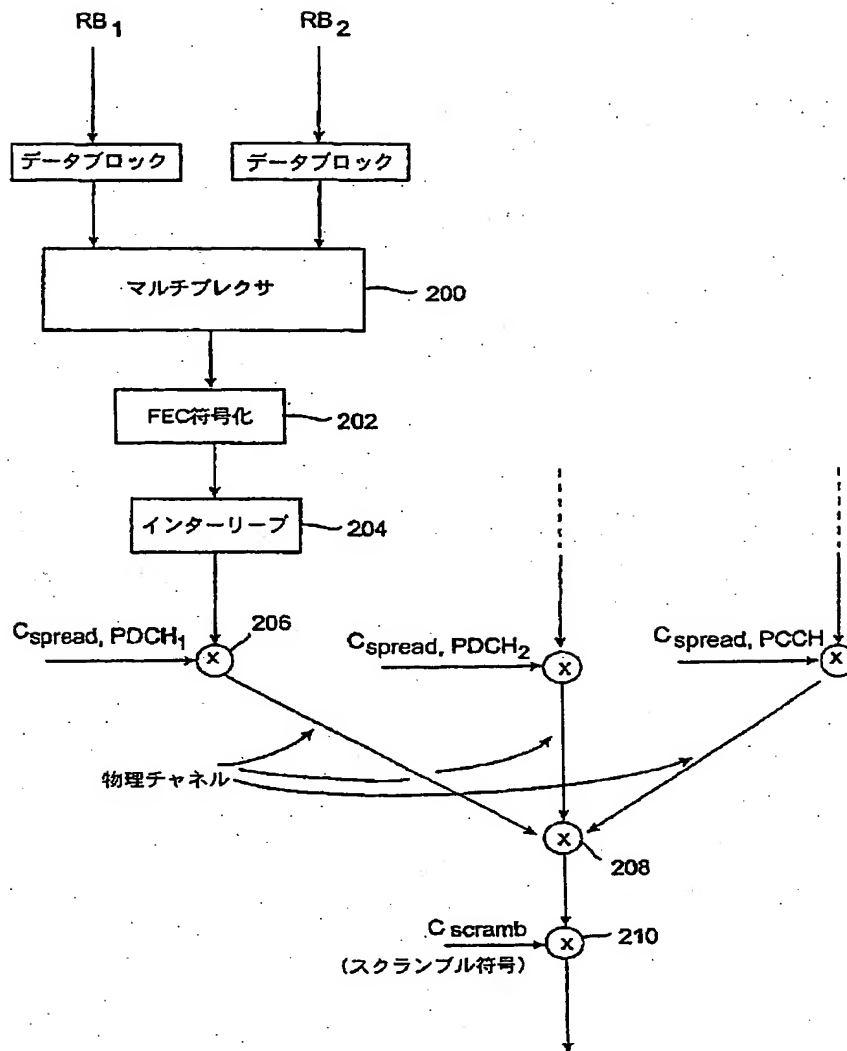 RB1
RB2
データブロック
データブロック
マルチプレクサ
200
FEC符号化
202
インターリーブ
204
206
Cspread, PDCH1
Cspread, PDCH2
Cspread, PCCH
X
X
X
物理チャネル
X
208
Cscramb
X
210
(スクランブル符号)